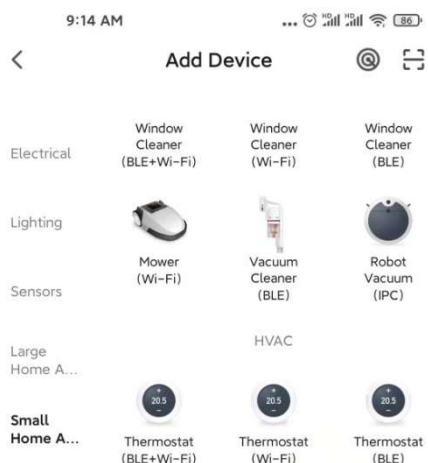 9:14 AM
86
Add Device
Electrical
Lighting
Sensors
Large
Home A...
Small
Home A...
Window
Cleaner
(BLE+Wi-Fi)
Window
Cleaner
(Wi-Fi)
Window
Cleaner
(BLE)
Mower
(Wi-Fi)
Vacuum
Cleaner
(BLE)
Robot
Vacuum
(IPC)
HVAC
20.5
Thermostat
(BLE+Wi-Fi)
20.5
Thermostat
(Wi-Fi)
20.5
Thermostat
(BLE)